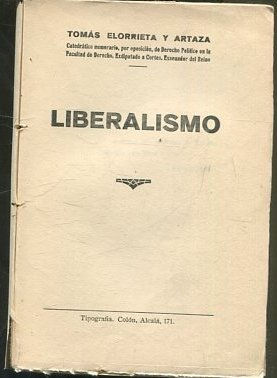 TOMÁS ELORRIETA Y ARTAZA
Catedrático numerario, por oposición, de Derecho Político en la
Facultad de Derecho, Exdiputado a Cortes, Exsenador del Reino
LIBERALISMO
Tipografía. Colón, Alcalá, 171.